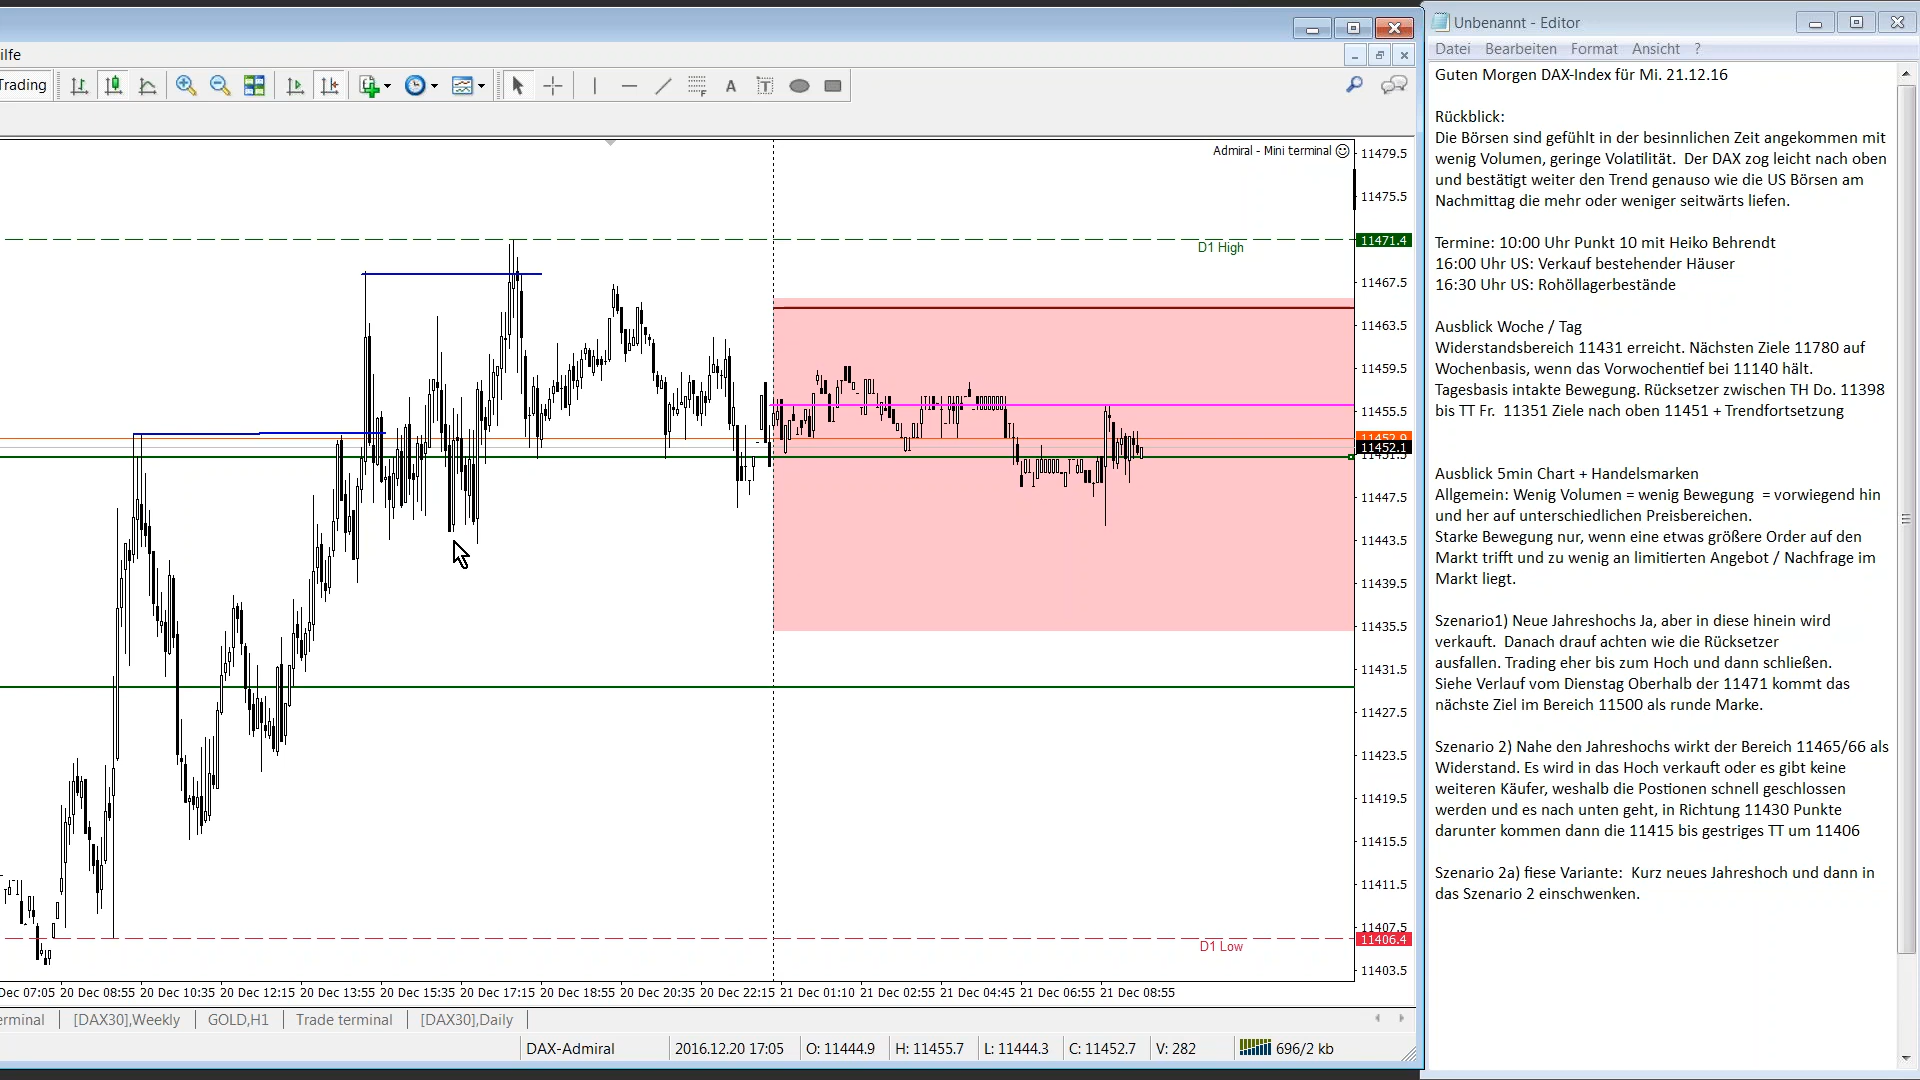 Unbenannt - Editor
ilfe
Datei Bearbeiten Format Ansicht ?
Trading
Guten Morgen DAX-Index für Mi. 21.12.16
Rückblick:
Die Börsen sind gefühlt in der besinnlichen Zeit angekommen mit
wenig Volumen, geringe Volatilität. Der DAX zog leicht nach oben
und bestätigt weiter den Trend genauso wie die US Börsen am
Nachmittag die mehr oder weniger seitwärts liefen.
Termine: 10:00 Uhr Punkt 10 mit Heiko Behrendt
16:00 Uhr US: Verkauf bestehender Häuser
16:30 Uhr US: Rohöllagerbestände
Ausblick Woche / Tag
Widerstandsbereich 11431 erreicht. Nächsten Ziele 11780 auf
Wochenbasis, wenn das Vorwochentief bei 11140 hält.
Tagesbasis intakte Bewegung. Rücksetzer zwischen TH Do. 11398
bis TT Fr. 11351 Ziele nach oben 11451 + Trendfortsetzung
Ausblick 5min Chart + Handelsmarken
Allgemein: Wenig Volumen = wenig Bewegung = vorwiegend hin
und her auf unterschiedlichen Preisbereichen.
Starke Bewegung nur, wenn eine etwas größere Order auf den
Markt trifft und zu wenig an limitierten Angebot / Nachfrage im
Markt liegt.
Szenario1) Neue Jahreshochs Ja, aber in diese hinein wird
verkauft. Danach drauf achten wie die Rücksetzer
ausfallen. Trading eher bis zum Hoch und dann schließen.
Siehe Verlauf vom Dienstag Oberhalb der 11471 kommt das
nächste Ziel im Bereich 11500 als runde Marke.
Szenario 2) Nahe den Jahreshochs wirkt der Bereich 11465/66 als
Widerstand. Es wird in das Hoch verkauft oder es gibt keine
weiteren Käufer, weshalb die Postionen schnell geschlossen
werden und es nach unten geht, in Richtung 11430 Punkte
darunter kommen dann die 11415 bis gestriges TT um 11406
Szenario 2a) fiese Variante: Kurz neues Jahreshoch und dann in
das Szenario 2 einschwenken.
Admiral - Mini terminal
11479.5
11475.5
11471.4
D1 High
11467.5
11463.5
11459.5
11455.5
11452.9
11452.1
11451.5
11447.5
11443.5
11439.5
11435.5
11431.5
11427.5
11423.5
11419.5
11415.5
11411.5
11407.5
11406.4
D1 Low
11403.5
Dec 07:05 20 Dec 08:55 20 Dec 10:35 20 Dec 12:15 20 Dec 13:55 20 Dec 15:35 20 Dec 17:15 20 Dec 18:55 20 Dec 20:35 20 Dec 22:15 21 Dec 01:10 21 Dec 02:55 21 Dec 04:45 21 Dec 06:55 21 Dec 08:55
erminal [DAX30],Weekly GOLD,H1 Trade terminal [DAX30],Daily
DAX-Admiral 2016.12.20 17:05 O: 11444.9 H: 11455.7 L: 11444.3 C: 11452.7 V: 282 696/2 kb